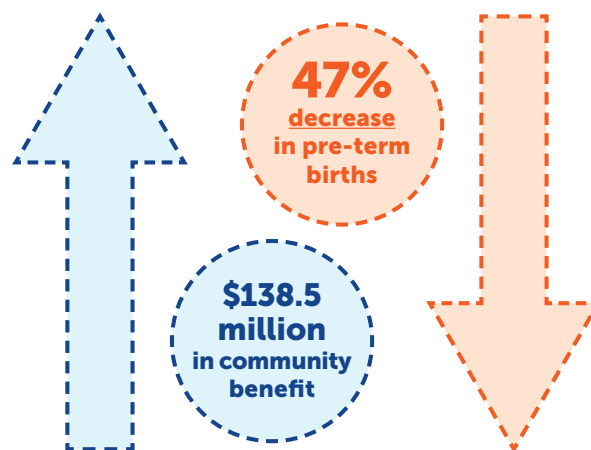 47%
decrease
in pre-term
births
$138.5
million
in community
benefit